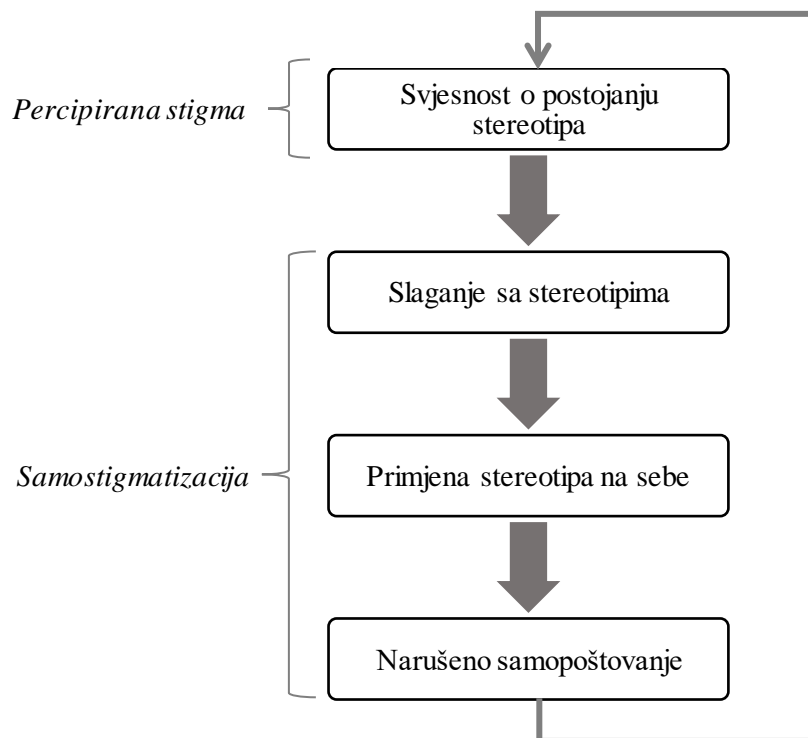 Percipirana stigma
Svjesnost o postojanju
stereotipa
Slaganje sa stereotipima
Samostigmatizacija
Primjena stereotipa na sebe
Narušeno samopoštovanje